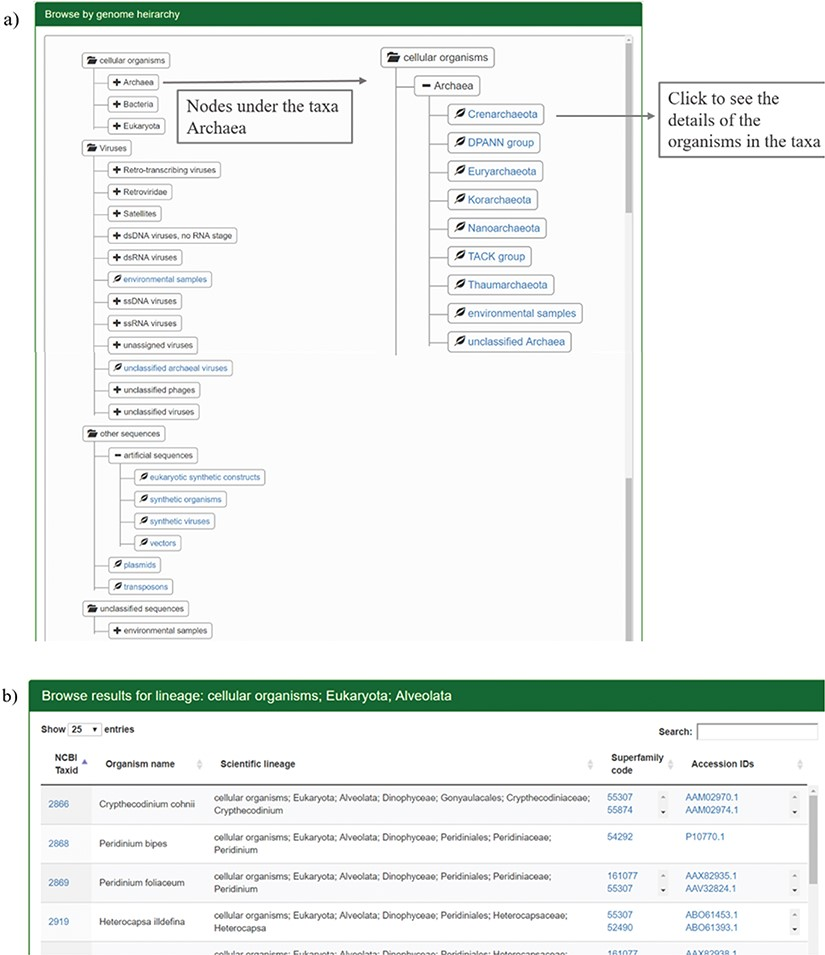 a)
Browse by genome heirarchy
cellular organisms
Archaea
Bacteria
Eukaryota
Viruses
Retro-transcribing viruses
Retroviridae
Satellites
dsDNA viruses, no RNA stage
dsRNA viruses
environmental samples
ssDNA viruses
ssRNA viruses
unassigned viruses
unclassified archaeal viruses
unclassified phages
unclassified viruses
other sequences
artificial sequences
eukaryotic synthetic constructs
synthetic organisms
synthetic viruses
vectors
plasmids
transposons
unclassified sequences
environmental samples
Nodes under the taxa
Archaea
cellular organisms
Archaea
Crenarchaeota
DPANN group
Euryarchaeota
Korarchaeota
Nanoarchaeota
TACK group
Thaumarchaeota
environmental samples
unclassified Archaea
Click to see the
details of the
organisms in the taxa
b)
Browse results for lineage: cellular organisms; Eukaryota; Alveolata
Show 25 entries
Search:
NCBI
Taxid
Organism name
Scientific lineage
Superfamily
code
Accession IDs
2866
Crypthecodinium cohnii
cellular organisms; Eukaryota; Alveolata; Dinophyceae; Gonyaulacales; Crypthecodiniaceae;
Crypthecodinium
55307
55874
AAM02970.1
AAM02974.1
2868
Peridinium bipes
cellular organisms; Eukaryota; Alveolata; Dinophyceae; Peridiniales; Peridiniaceae;
Peridinium
54292
P10770.1
2869
Peridinium foliaceum
cellular organisms; Eukaryota; Alveolata; Dinophyceae; Peridiniales; Peridiniaceae;
Peridinium
161077
55307
AAX82935.1
AAV32824.1
2919
Heterocapsa illdefina
cellular organisms; Eukaryota; Alveolata; Dinophyceae; Peridiniales; Heterocapsaceae;
Heterocapsa
55307
52490
ABO61453.1
ABO61393.1
cellular organisms; Eukaryota; Alveolata; Dinophyceae; Peridiniales; Heterocapsaceae;
161077
AAX82938.1